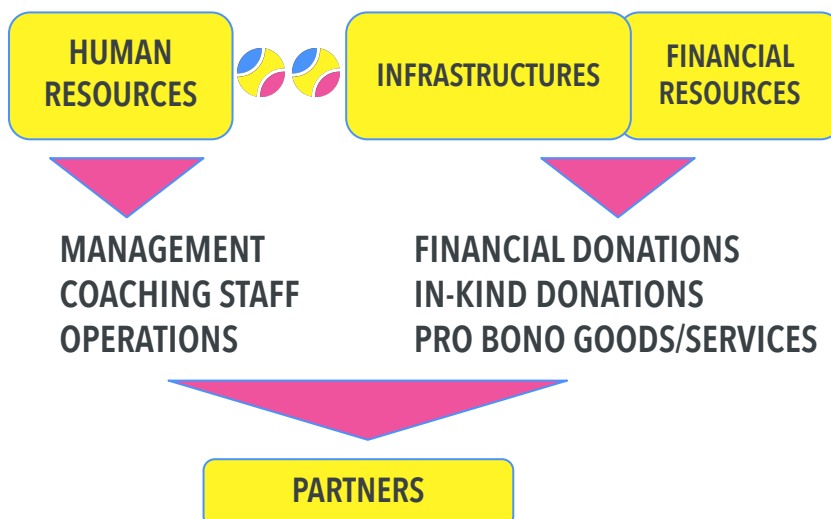 HUMAN
RESOURCES
INFRASTRUCTURES
FINANCIAL
RESOURCES
MANAGEMENT
COACHING STAFF
OPERATIONS
FINANCIAL DONATIONS
IN-KIND DONATIONS
PRO BONO GOODS/SERVICES
PARTNERS